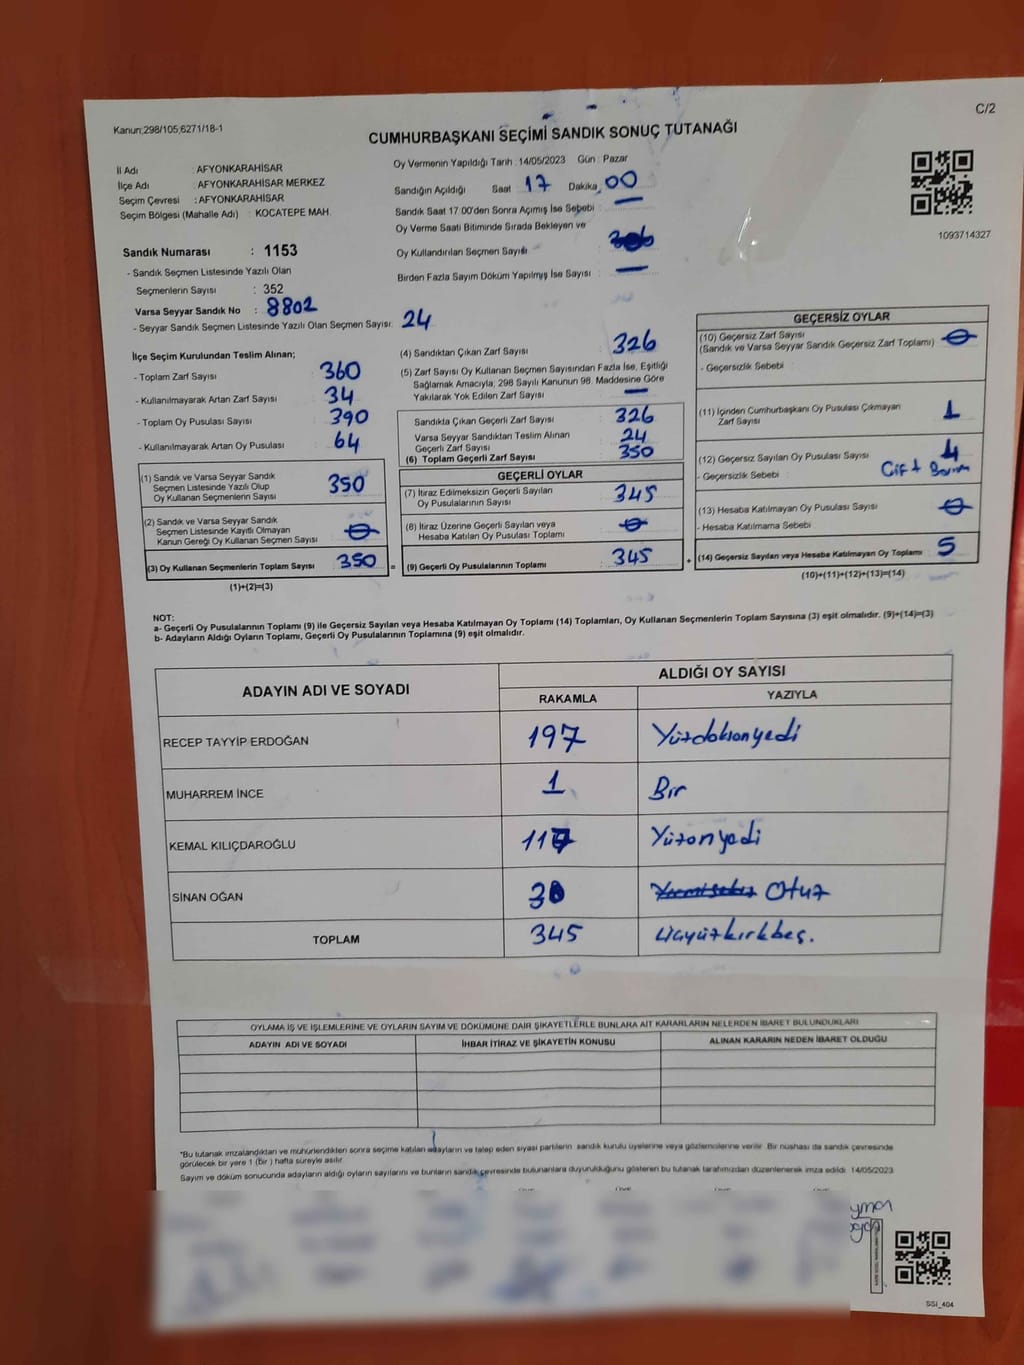 C/2
Kanun;298/105;6271/18-1
CUMHURBAŞKANI SEÇİMİ SANDIK SONUÇ TUTANAĞI
İl Adı : AFYONKARAHİSAR
İlçe Adı : AFYONKARAHİSAR MERKEZ
Seçim Çevresi : AFYONKARAHİSAR
Seçim Bölgesi (Mahalle Adı) : KOCATEPE MAH.
Oy Vermenin Yapıldığı Tarih : 14/05/2023 Gün : Pazar
Sandığın Açıldığı Saat 17 Dakika 00
Sandık Saat 17.00'den Sonra Açımış İse Sebebi : —
Oy Verme Saati Bitiminde Sırada Bekleyen ve
Oy Kullandırılan Seçmen Sayısı :
Birden Fazla Sayım Döküm Yapılmış İse Sayısı : —
1093714327
Sandık Numarası : 1153
- Sandık Seçmen Listesinde Yazılı Olan
Seçmenlerin Sayısı : 352
Varsa Seyyar Sandık No : 8802
- Seyyar Sandık Seçmen Listesinde Yazılı Olan Seçmen Sayısı: 24
İlçe Seçim Kurulundan Teslim Alınan;
- Toplam Zarf Sayısı 360
- Kullanılmayarak Artan Zarf Sayısı 34
- Toplam Oy Pusulası Sayısı 390
- Kullanılmayarak Artan Oy Pusulası 64
(1) Sandık ve Varsa Seyyar Sandık
Seçmen Listesinde Yazılı Olup
Oy Kullanan Seçmenlerin Sayısı 350
(2) Sandık ve Varsa Seyyar Sandık
Seçmen Listesinde Kayıtlı Olmayan
Kanun Gereği Oy Kullanan Seçmen Sayısı 0
(3) Oy Kullanan Seçmenlerin Toplam Sayısı 350
(1)+(2)=(3)
(4) Sandıktan Çıkan Zarf Sayısı 326
(5) Zarf Sayısı Oy Kullanan Seçmen Sayısından Fazla İse, Eşitliği
Sağlamak Amacıyla, 298 Sayılı Kanunun 98. Maddesine Göre
Yakılarak Yok Edilen Zarf Sayısı —
Sandıkta Çıkan Geçerli Zarf Sayısı 326
Varsa Seyyar Sandıktan Teslim Alınan
Geçerli Zarf Sayısı 24
(6) Toplam Geçerli Zarf Sayısı 350
GEÇERLİ OYLAR
(7) İtiraz Edilmeksizin Geçerli Sayılan
Oy Pusulalarının Sayısı 345
(8) İtiraz Üzerine Geçerli Sayılan veya
Hesaba Katılan Oy Pusulası Toplamı 0
= (9) Geçerli Oy Pusulalarının Toplamı 345
GEÇERSİZ OYLAR
(10) Geçersiz Zarf Sayısı
(Sandık ve Varsa Seyyar Sandık Geçersiz Zarf Toplamı) 0
- Geçersizlik Sebebi :
(11) İçinden Cumhurbaşkanı Oy Pusulası Çıkmayan
Zarf Sayısı 1
(12) Geçersiz Sayılan Oy Pusulası Sayısı 4
- Geçersizlik Sebebi : Çift
(13) Hesaba Katılmayan Oy Pusulası Sayısı 0
- Hesaba Katılmama Sebebi :
+ (14) Geçersiz Sayılan veya Hesaba Katılmayan Oy Toplamı 5
(10)+(11)+(12)+(13)=(14)
NOT:
a- Geçerli Oy Pusulalarının Toplamı (9) ile Geçersiz Sayılan veya Hesaba Katılmayan Oy Toplamı (14) Toplamları, Oy Kullanan Seçmenlerin Toplam Sayısına (3) eşit olmalıdır. (9)+(14)=(3)
b- Adayların Aldığı Oyların Toplamı, Geçerli Oy Pusulalarının Toplamına (9) eşit olmalıdır.
ADAYIN ADI VE SOYADI ALDIĞI OY SAYISI
RAKAMLA YAZIYLA
RECEP TAYYİP ERDOĞAN 197 Yüzdoksanyedi
MUHARREM İNCE 1 Bir
KEMAL KILIÇDAROĞLU 117 Yüzonyedi
SİNAN OĞAN 30 Yirmisekiz Otuz
TOPLAM 345 üçyüzkırkbeş.
OYLAMA İŞ VE İŞLEMLERİNE VE OYLARIN SAYIM VE DÖKÜMÜNE DAİR ŞİKAYETLERLE BUNLARA AİT KARARLARIN NELERDEN İBARET BULUNDUKLARI
ADAYIN ADI VE SOYADI İHBAR İTİRAZ VE ŞİKAYETİN KONUSU ALINAN KARARIN NEDEN İBARET OLDUĞU
*Bu tutanak imzalandıktan ve mühürlendikten sonra seçime katılan adayların ve talep eden siyasi partilerin sandık kurulu üyelerine veya gözlemcilerine verilir. Bir nüshası da sandık çevresinde
görülecek bir yere 1 (Bir) hafta süreyle asılır.
Sayım ve döküm sonucunda adayların aldığı oyların sayılarını ve bunların sandık çevresinde bulunanlara duyurulduğunu gösteren bu tutanak tarafımızdan düzenlenerek imza edildi. 14/05/2023
SSI_404